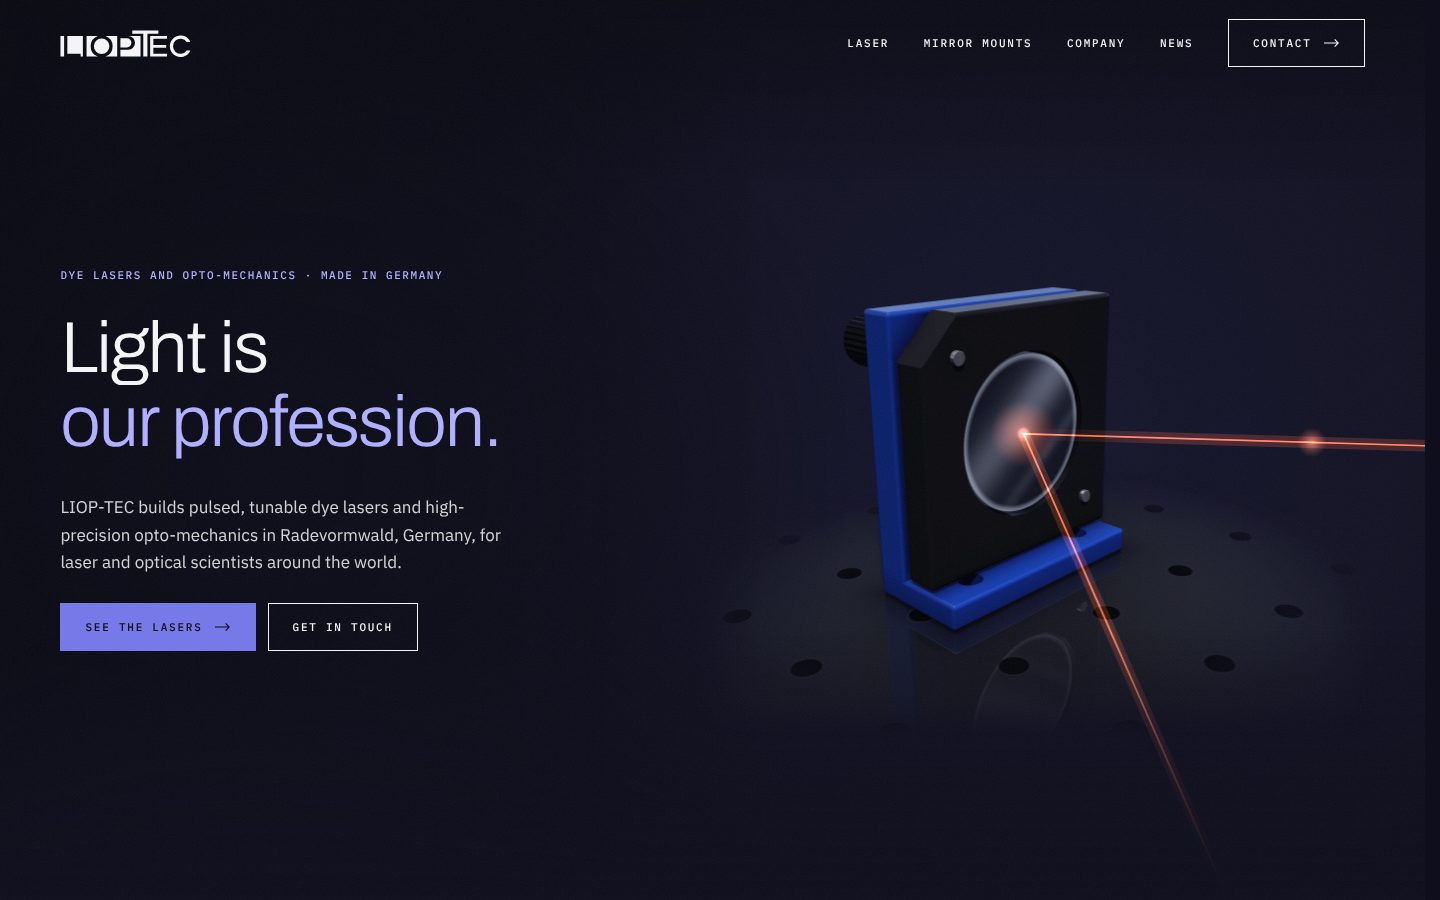 LIOPTEC
LASER
MIRROR MOUNTS
COMPANY
NEWS
CONTACT
DYE LASERS AND OPTO-MECHANICS · MADE IN GERMANY
Light is
our profession.
LIOP-TEC builds pulsed, tunable dye lasers and high-
precision opto-mechanics in Radevormwald, Germany, for
laser and optical scientists around the world.
SEE THE LASERS
GET IN TOUCH